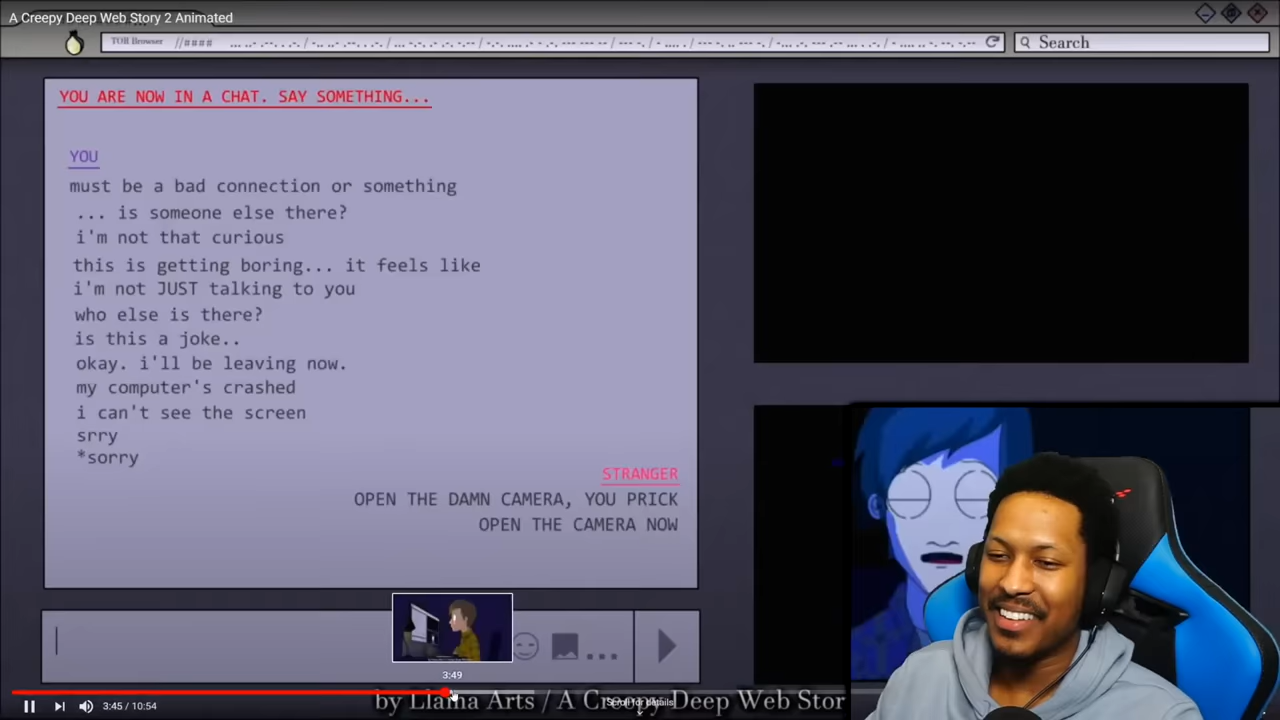 A Creepy Deep Web Story 2 Animated
TOR Browser //####
Search
YOU ARE NOW IN A CHAT. SAY SOMETHING...
YOU
must be a bad connection or something
... is someone else there?
i'm not that curious
this is getting boring... it feels like
i'm not JUST talking to you
who else is there?
is this a joke..
okay. i'll be leaving now.
my computer's crashed
i can't see the screen
srry
*sorry
STRANGER
OPEN THE DAMN CAMERA, YOU PRICK
OPEN THE CAMERA NOW
...
3:49
by Llama Arts / A Creepy Deep Web Stor
Scroll for details
3:45 / 10:54